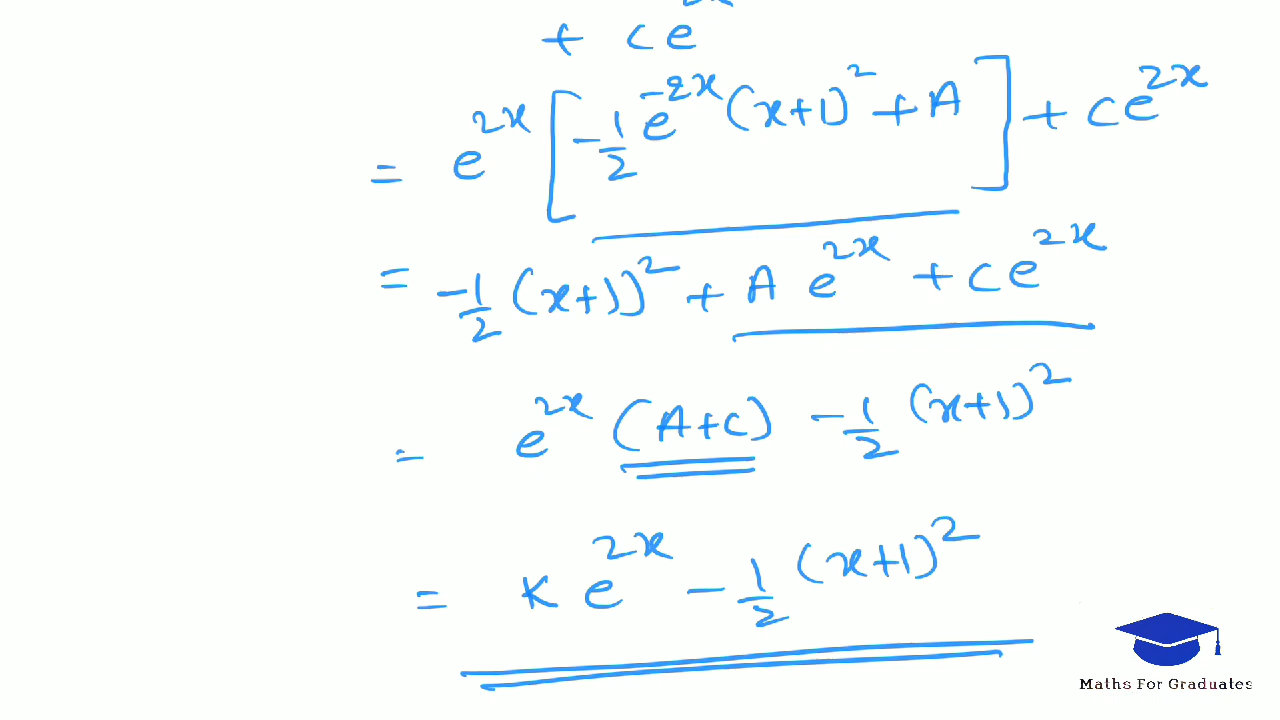 + ce^{2x}
= e^{2x} [ -1/2 e^{-2x} (x+1)^2 + A ] + ce^{2x}
= -1/2 (x+1)^2 + A e^{2x} + ce^{2x}
= e^{2x} (A+c) - 1/2 (x+1)^2
= K e^{2x} - 1/2 (x+1)^2
Maths For Graduates